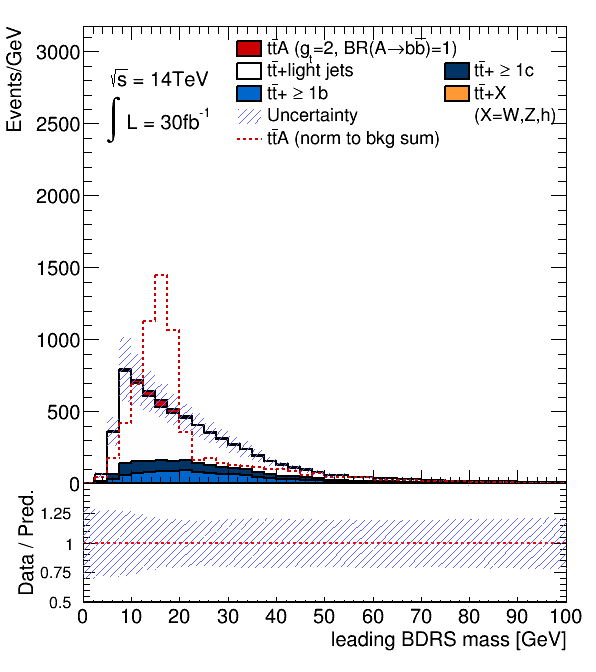 Events/GeV
3000
2500
2000
1500
1000
500
0
√s = 14TeV
∫ L = 30fb⁻¹
tt̄A (gₜ=2, BR(A→bb̄)=1)
tt̄+light jets
tt̄+ ≥ 1c
tt̄+ ≥ 1b
tt̄+X
Uncertainty
(X=W,Z,h)
tt̄A (norm to bkg sum)
Data / Pred.
1.25
1
0.75
0.5
0 10 20 30 40 50 60 70 80 90 100
leading BDRS mass [GeV]